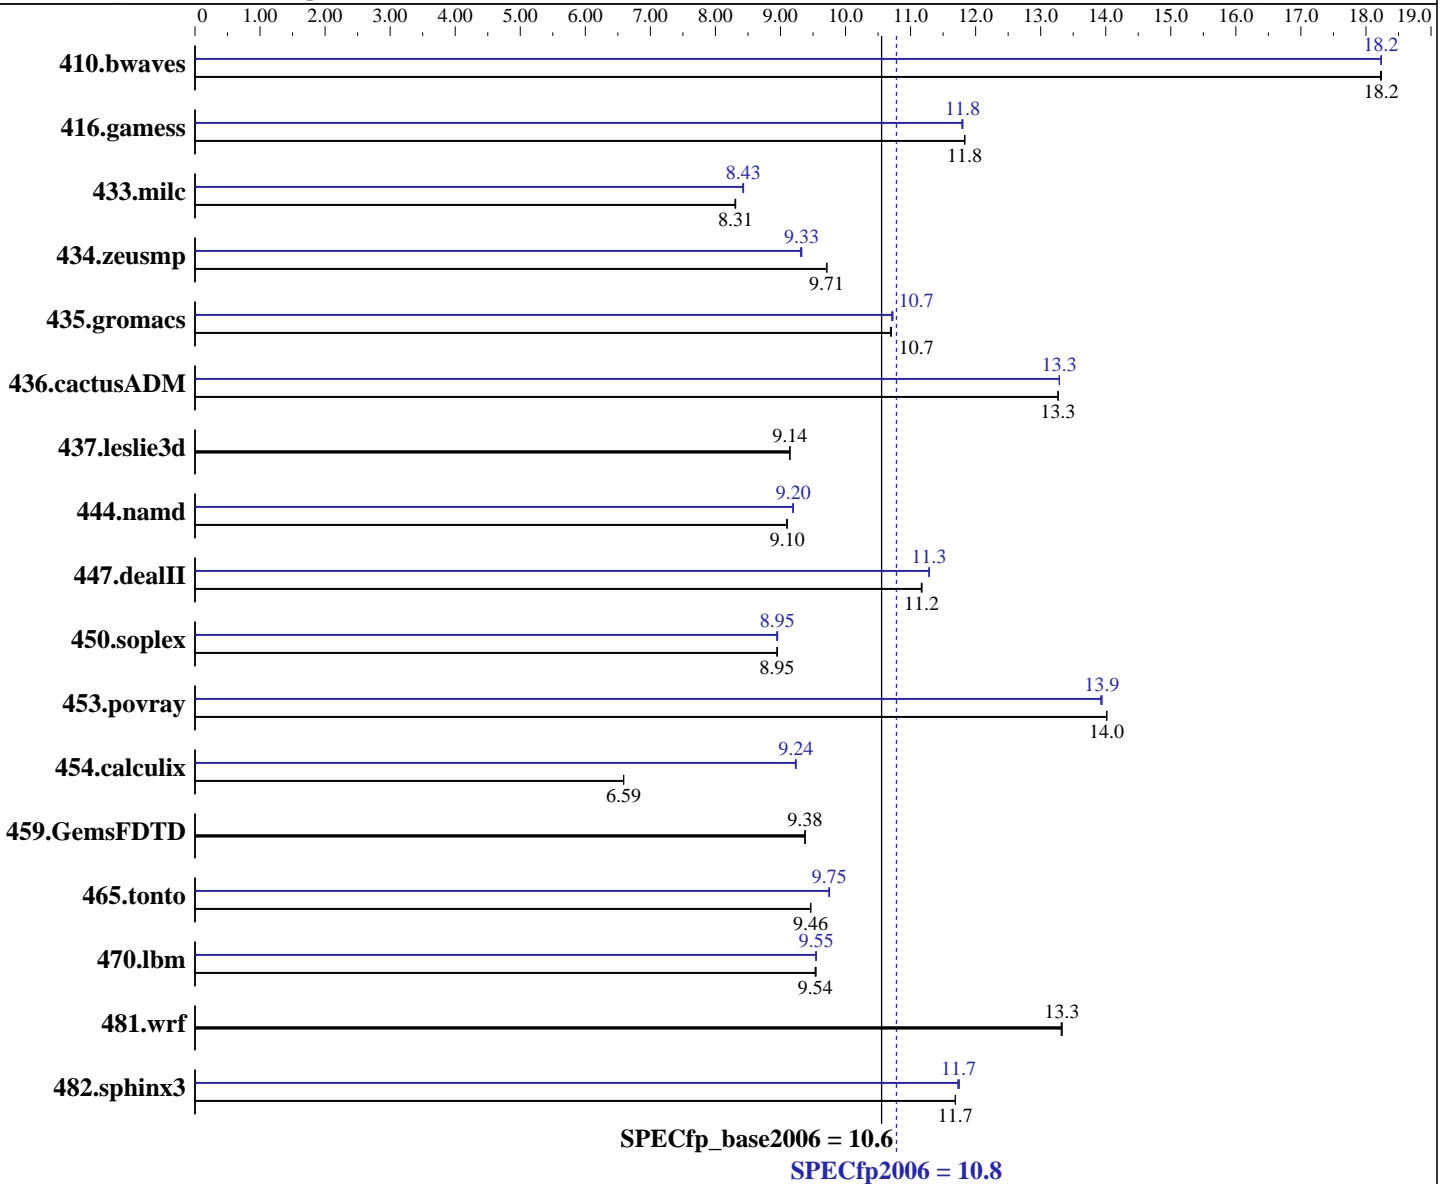 0 1.00 2.00 3.00 4.00 5.00 6.00 7.00 8.00 9.00 10.0 11.0 12.0 13.0 14.0 15.0 16.0 17.0 18.0 19.0
18.2
410.bwaves
18.2
11.8
416.gamess
11.8
8.43
433.milc
8.31
9.33
434.zeusmp
9.71
10.7
435.gromacs
10.7
13.3
436.cactusADM
13.3
9.14
437.leslie3d
9.20
444.namd
9.10
11.3
447.dealII
11.2
8.95
450.soplex
8.95
13.9
453.povray
14.0
9.24
454.calculix
6.59
9.38
459.GemsFDTD
9.75
465.tonto
9.46
9.55
470.lbm
9.54
13.3
481.wrf
11.7
482.sphinx3
11.7
SPECfp_base2006 = 10.6
SPECfp2006 = 10.8